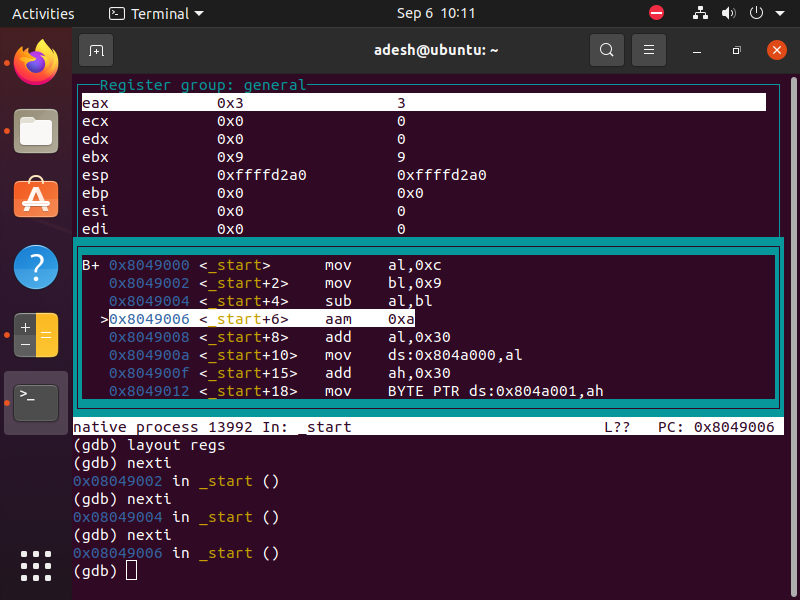 Activities Terminal Sep 6 10:11
adesh@ubuntu: ~
Register group: general
eax 0x3 3
ecx 0x0 0
edx 0x0 0
ebx 0x9 9
esp 0xffffd2a0 0xffffd2a0
ebp 0x0 0x0
esi 0x0 0
edi 0x0 0
B+ 0x8049000 <_start> mov al,0xc
0x8049002 <_start+2> mov bl,0x9
0x8049004 <_start+4> sub al,bl
>0x8049006 <_start+6> aam 0xa
0x8049008 <_start+8> add al,0x30
0x804900a <_start+10> mov ds:0x804a000,al
0x804900f <_start+15> add ah,0x30
0x8049012 <_start+18> mov BYTE PTR ds:0x804a001,ah
native process 13992 In: _start L?? PC: 0x8049006
(gdb) layout regs
(gdb) nexti
0x08049002 in _start ()
(gdb) nexti
0x08049004 in _start ()
(gdb) nexti
0x08049006 in _start ()
(gdb)